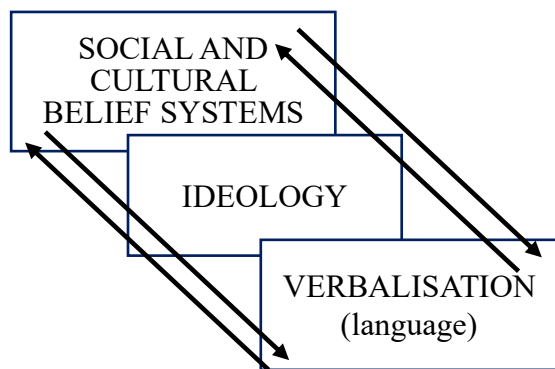 SOCIAL AND
CULTURAL
BELIEF SYSTEMS
IDEOLOGY
VERBALISATION
(language)